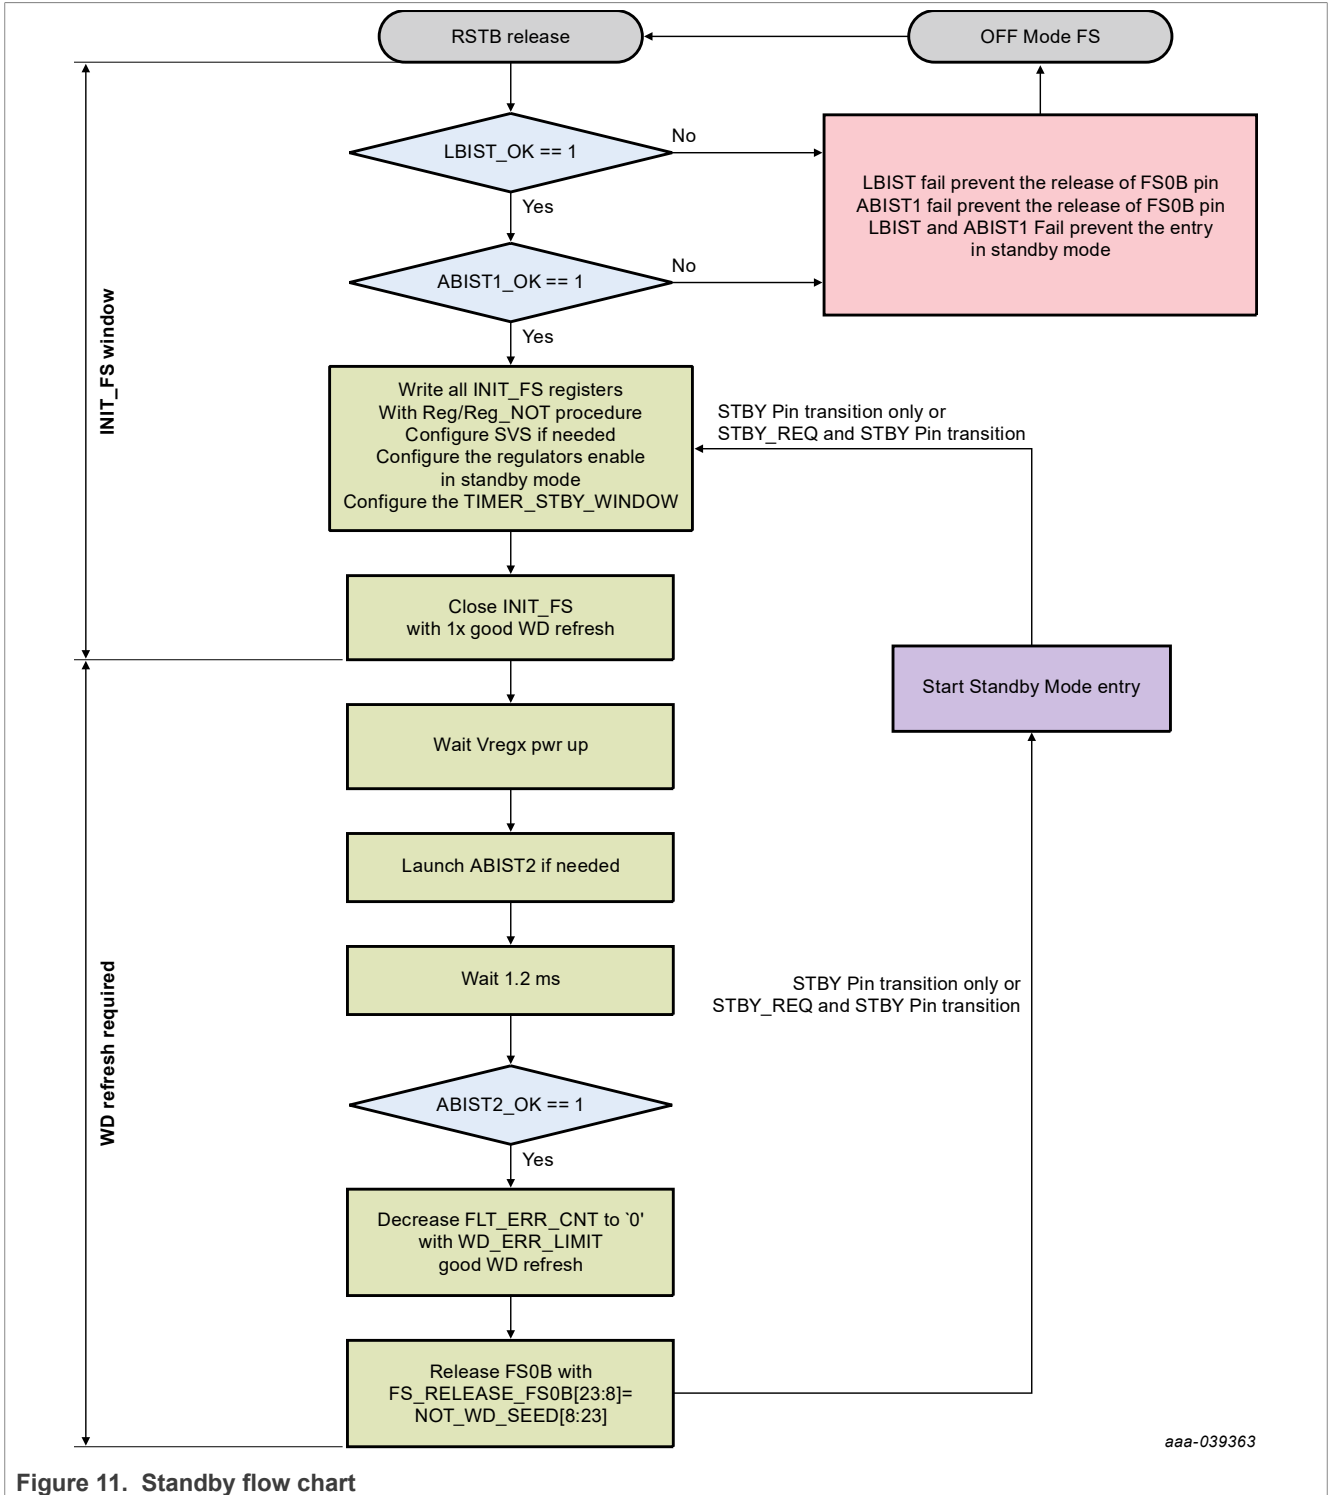 RSTB release
OFF Mode FS
LBIST_OK == 1
No
Yes
LBIST fail prevent the release of FS0B pin
ABIST1 fail prevent the release of FS0B pin
LBIST and ABIST1 Fail prevent the entry
in standby mode
ABIST1_OK == 1
No
Yes
INIT_FS window
Write all INIT_FS registers
With Reg/Reg_NOT procedure
Configure SVS if needed
Configure the regulators enable
in standby mode
Configure the TIMER_STBY_WINDOW
STBY Pin transition only or
STBY_REQ and STBY Pin transition
Close INIT_FS
with 1x good WD refresh
Start Standby Mode entry
Wait Vregx pwr up
Launch ABIST2 if needed
WD refresh required
Wait 1.2 ms
STBY Pin transition only or
STBY_REQ and STBY Pin transition
ABIST2_OK == 1
Yes
Decrease FLT_ERR_CNT to `0'
with WD_ERR_LIMIT
good WD refresh
Release FS0B with
FS_RELEASE_FS0B[23:8]=
NOT_WD_SEED[8:23]
aaa-039363
Figure 11. Standby flow chart